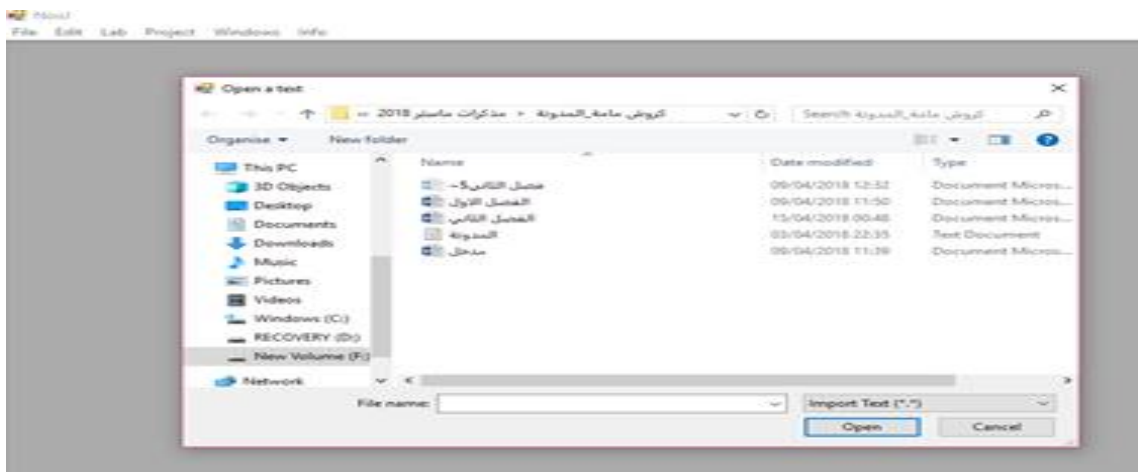 NooJ
File Edit Lab Project Windows Info
Open a text
كروش مامة_المدونة > مذكرات ماستر 2018 «
Search كروش مامة_المدونة
Organise New folder
Name Date modified Type
This PC
3D Objects
Desktop
Documents
Downloads
Music
Pictures
Videos
Windows (C:)
RECOVERY (D:)
New Volume (F:)
Network
~5فصل الثاني 09/04/2018 12:32 Document Micros...
الفصل الاول 09/04/2018 11:50 Document Micros...
الفصل الثاني 15/04/2018 00:48 Document Micros...
المدونة 03/04/2018 22:35 Text Document
مدخل 09/04/2018 11:39 Document Micros...
File name: Import Text (*.*)
Open Cancel